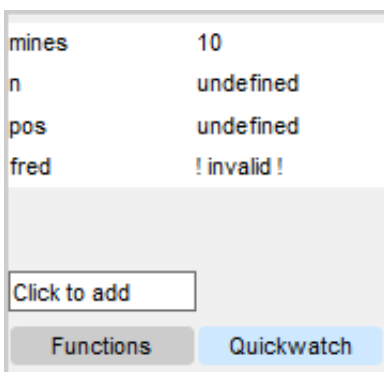 mines 10
n undefined
pos undefined
fred ! invalid !
Click to add
Functions Quickwatch